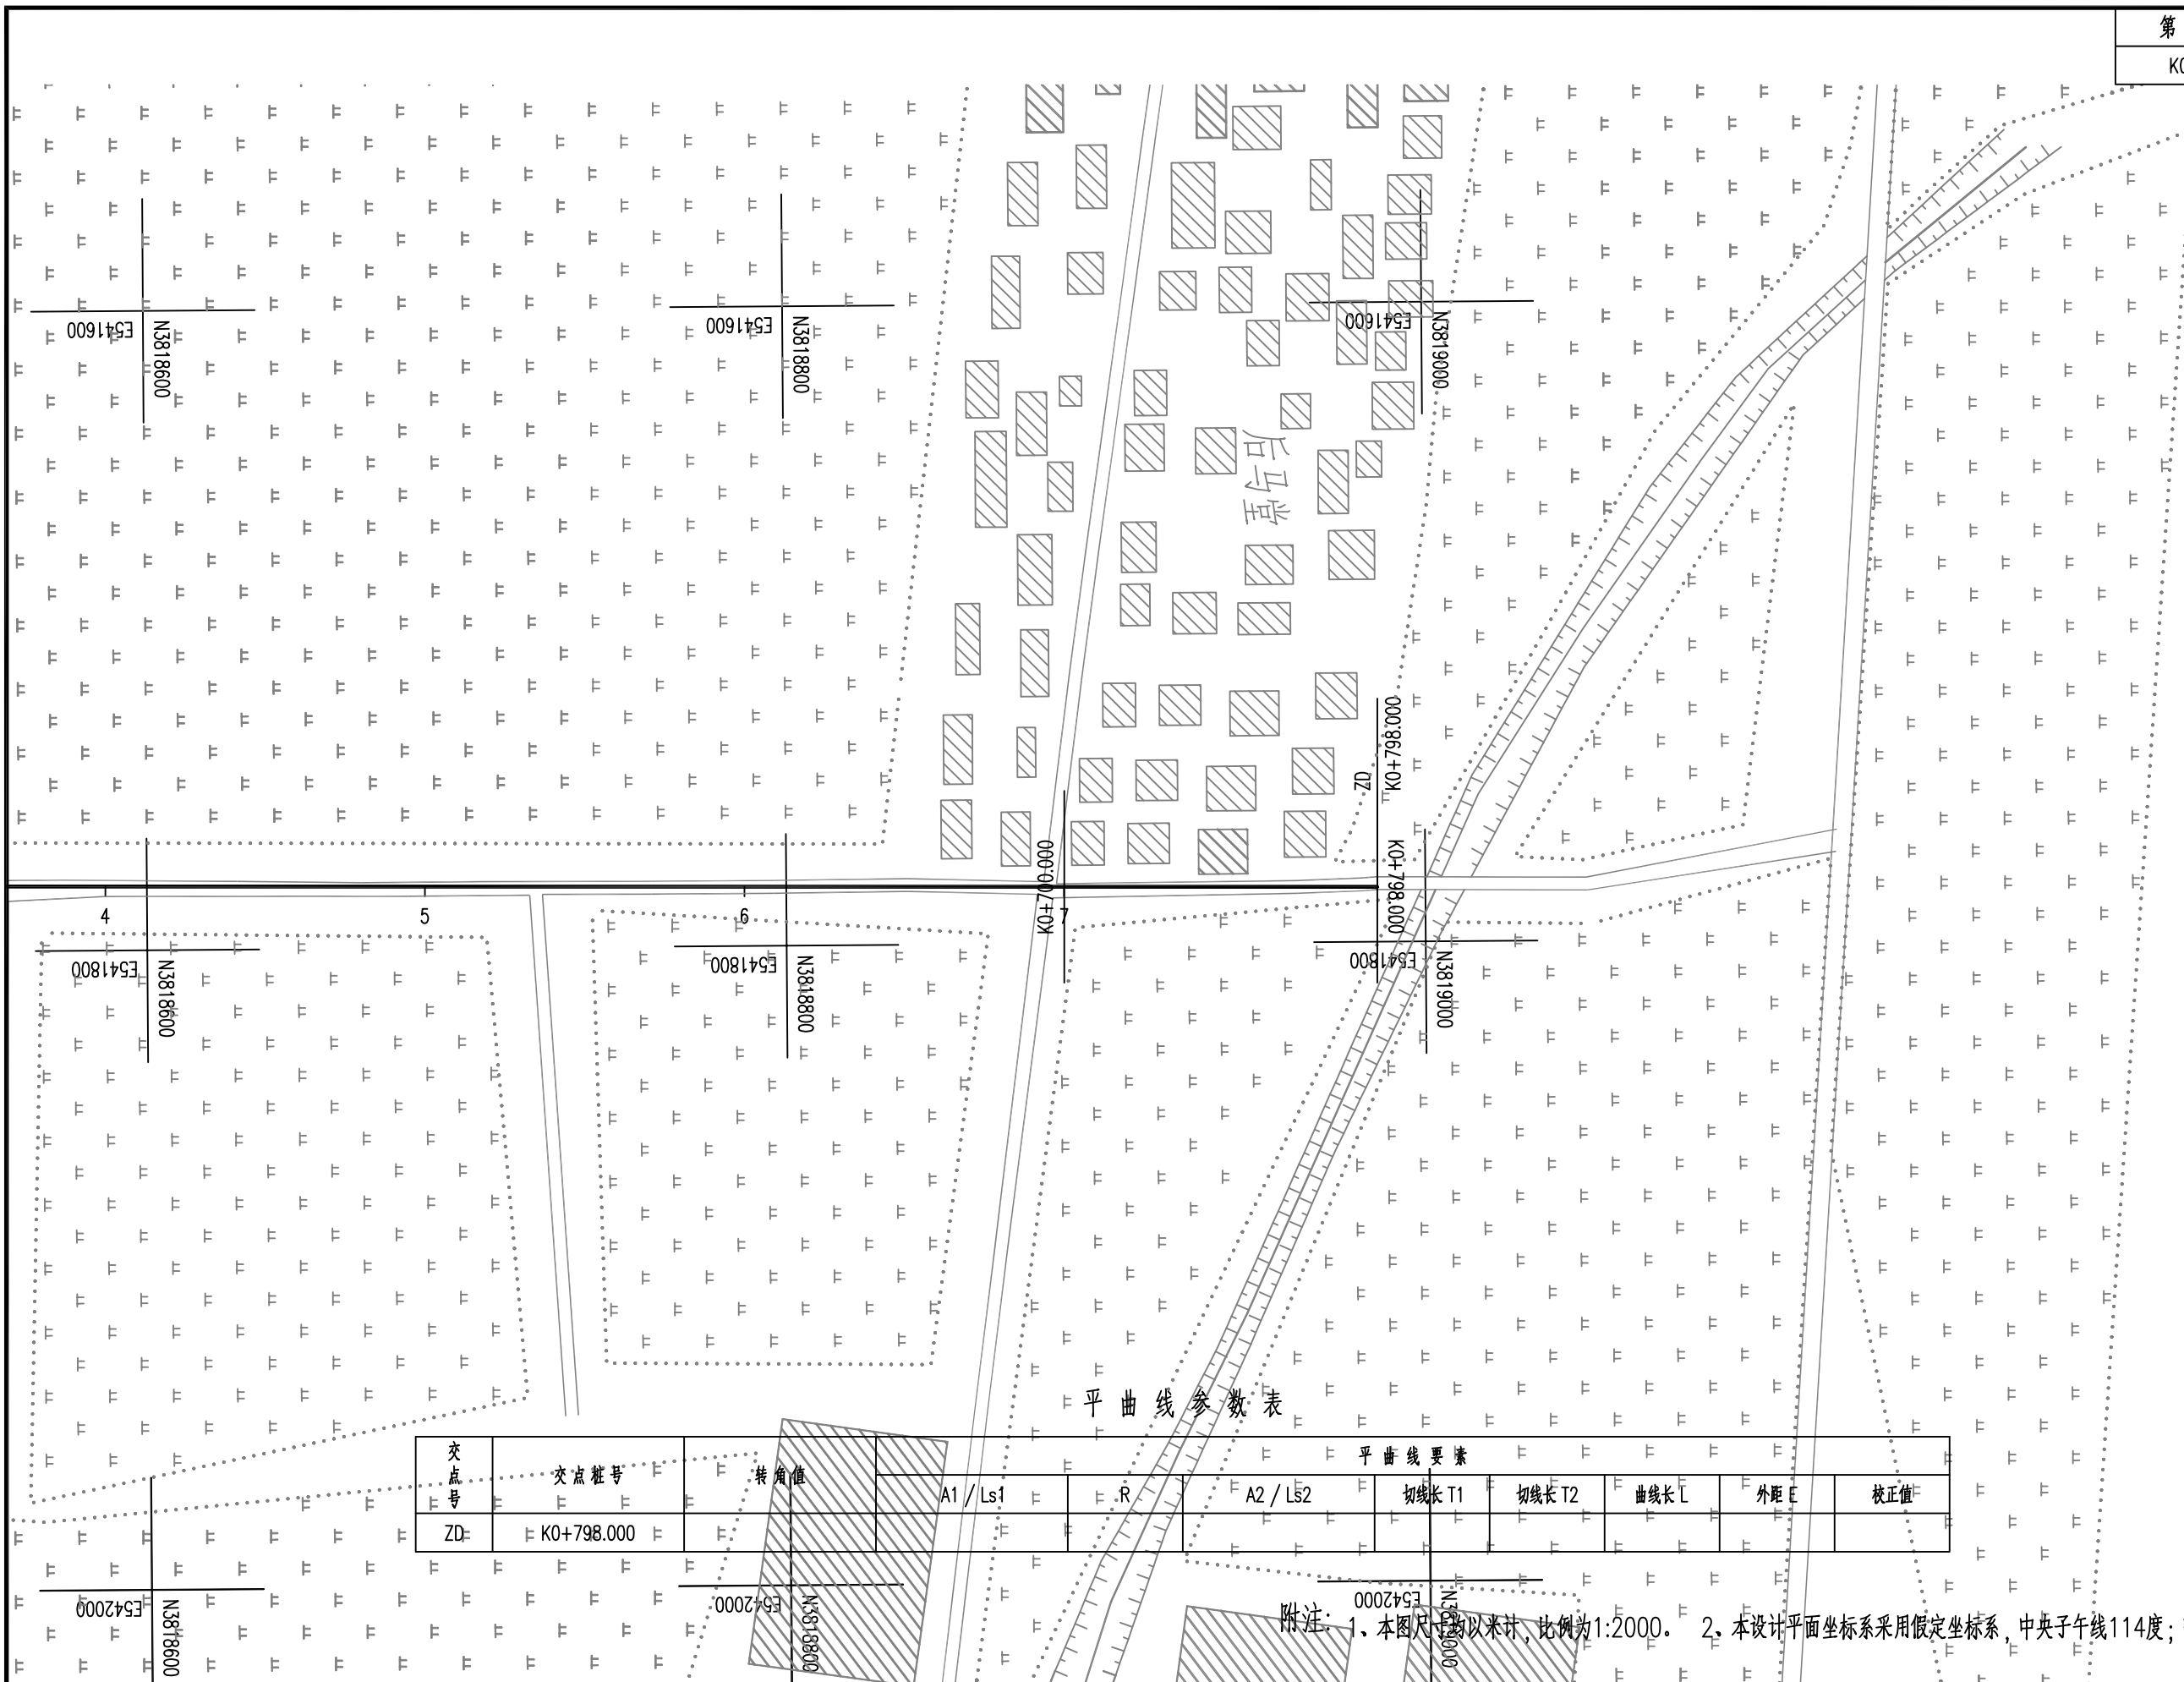 第
K0
E541600
N3818600
E541600
N3818800
E541600
N3819000
后马堂
ZD
K0+798.000
K0+700.000
K0+798.000
4
5
6
7
E541800
N3818600
E541800
N3818800
E541800
N3819000
平曲线参数表
交点号 交点桩号 转角值 平曲线要素
A1 / Ls1 R A2 / Ls2 切线长 T1 切线长 T2 曲线长 L 外距 E 校正值
ZD K0+798.000
E542000
N3818600
E542000
N3818800
E542000
N3819000
附注：1、本图尺寸均以米计，比例为1:2000。 2、本设计平面坐标系采用假定坐标系，中央子午线114度；